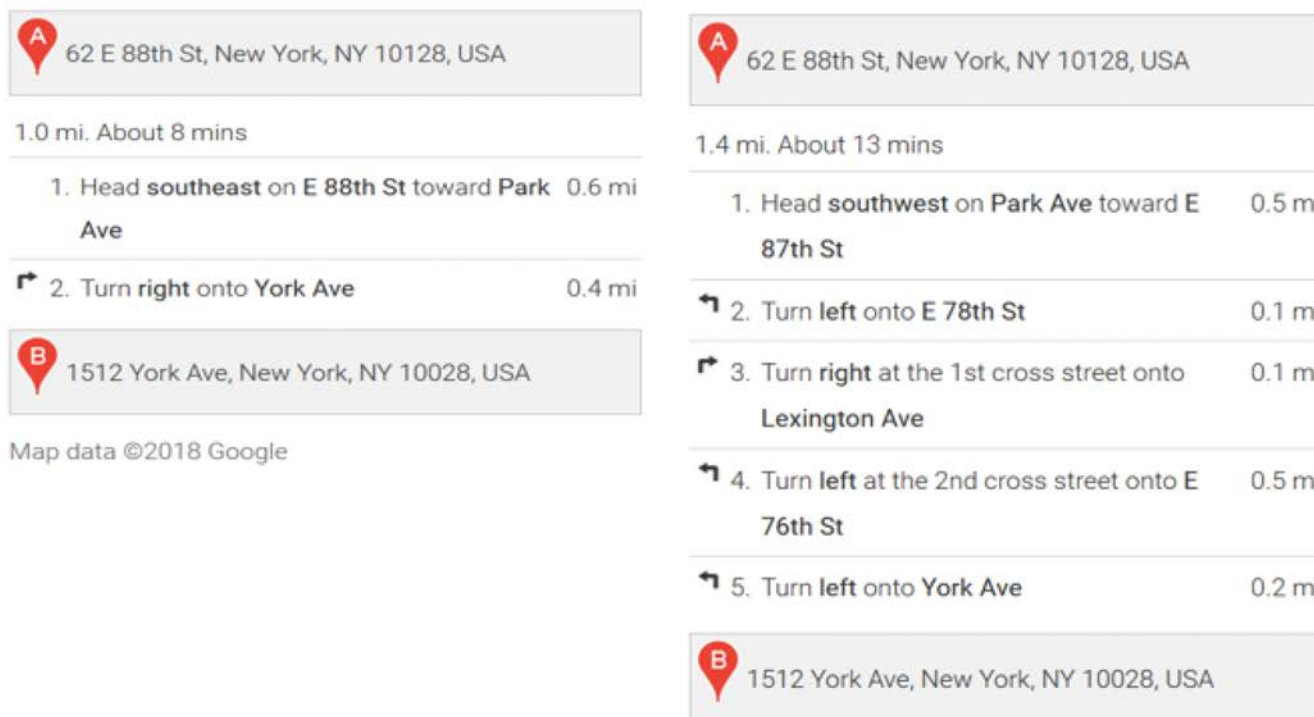 A
62 E 88th St, New York, NY 10128, USA
1.0 mi. About 8 mins
1. Head southeast on E 88th St toward Park 0.6 mi
Ave
2. Turn right onto York Ave 0.4 mi
B
1512 York Ave, New York, NY 10028, USA
Map data ©2018 Google
A
62 E 88th St, New York, NY 10128, USA
1.4 mi. About 13 mins
1. Head southwest on Park Ave toward E 0.5 m
87th St
2. Turn left onto E 78th St 0.1 m
3. Turn right at the 1st cross street onto 0.1 m
Lexington Ave
4. Turn left at the 2nd cross street onto E 0.5 m
76th St
5. Turn left onto York Ave 0.2 m
B
1512 York Ave, New York, NY 10028, USA